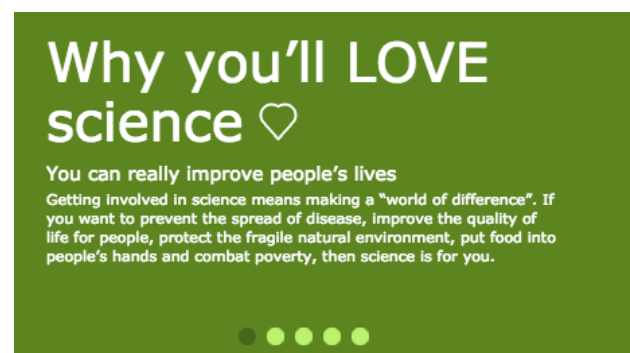 Why you’ll LOVE
science ♡
You can really improve people’s lives
Getting involved in science means making a “world of difference”. If
you want to prevent the spread of disease, improve the quality of
life for people, protect the fragile natural environment, put food into
people’s hands and combat poverty, then science is for you.